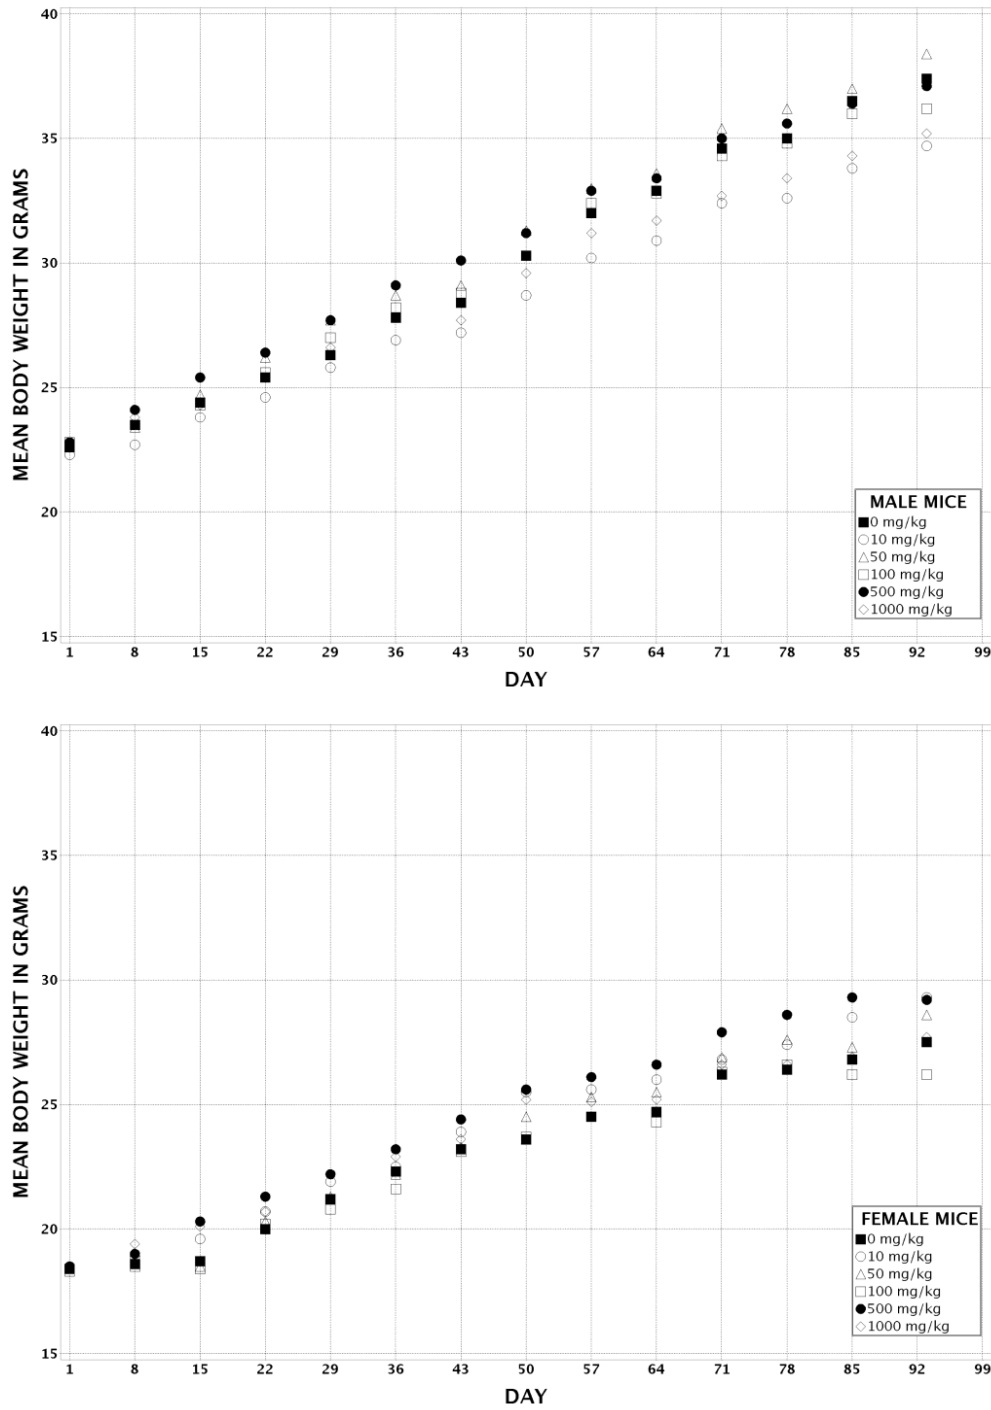 40
35
30
25
20
15
MEAN BODY WEIGHT IN GRAMS
MALE MICE
0 mg/kg
10 mg/kg
50 mg/kg
100 mg/kg
500 mg/kg
1000 mg/kg
1 8 15 22 29 36 43 50 57 64 71 78 85 92 99
DAY
40
35
30
25
20
15
MEAN BODY WEIGHT IN GRAMS
FEMALE MICE
0 mg/kg
10 mg/kg
50 mg/kg
100 mg/kg
500 mg/kg
1000 mg/kg
1 8 15 22 29 36 43 50 57 64 71 78 85 92 99
DAY